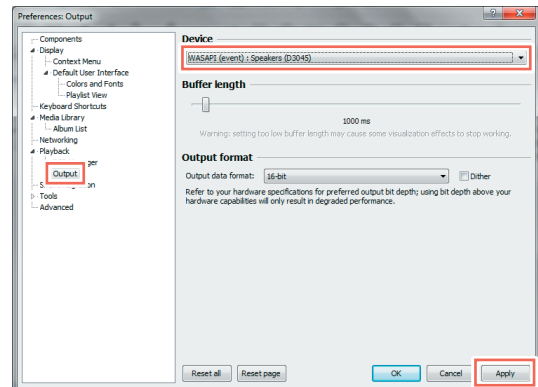 Preferences: Output
Components
Display
Context Menu
Default User Interface
Colors and Fonts
Playlist View
Keyboard Shortcuts
Media Library
Album List
Networking
Playback
Output
Tools
Advanced
Device
WASAPI (event) : Speakers (D3045)
Buffer length
1000 ms
Warning: setting too low buffer length may cause some visualization effects to stop working.
Output format
Output data format: 16-bit Dither
Refer to your hardware specifications for preferred output bit depth; using bit depth above your
hardware capabilities will only result in degraded performance.
Reset all Reset page OK Cancel Apply